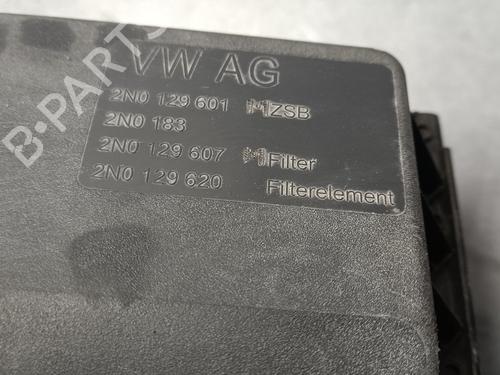 B-PARTS
VW AG
2N0 129 601 M ZSB
2N0 183
2N0 129 607 M Filter
2N0 129 620 Filterelement